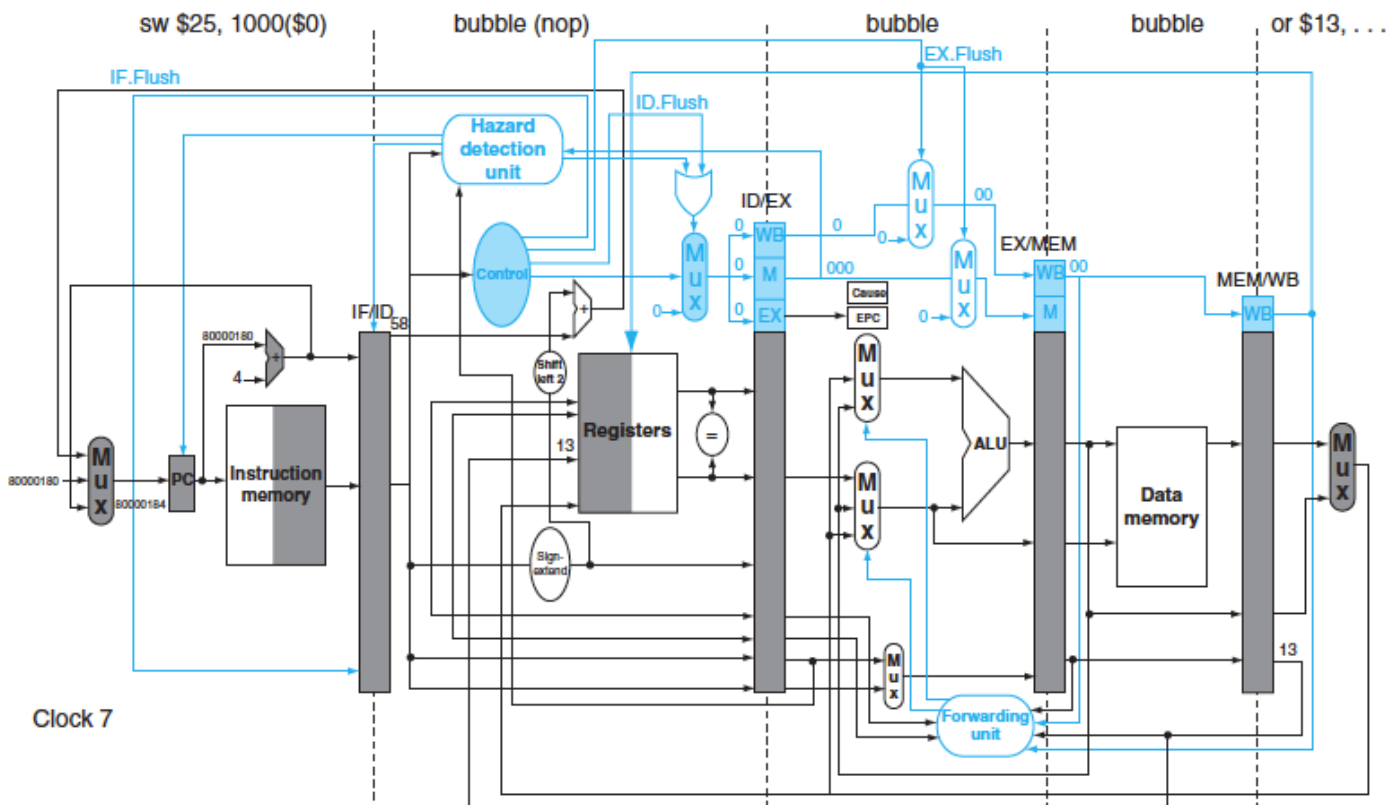 sw $25, 1000($0)
bubble (nop)
bubble
bubble
or $13, . . .
IF.Flush
EX.Flush
ID.Flush
Hazard
detection
unit
M
u
x
ID/EX
00
0
WB
0
0
EX/MEM
Control
M
u
x
0
M
000
M
u
x
WB
00
MEM/WB
Cause
0
IF/ID
58
+
0
EX
EPC
0
M
WB
80000180
+
4
Shift
left 2
M
u
x
Registers
=
ALU
M
u
x
80000180
80000184
PC
Instruction
memory
13
M
u
x
Data
memory
M
u
x
Sign-
extend
M
u
x
13
Clock 7
Forwarding
unit